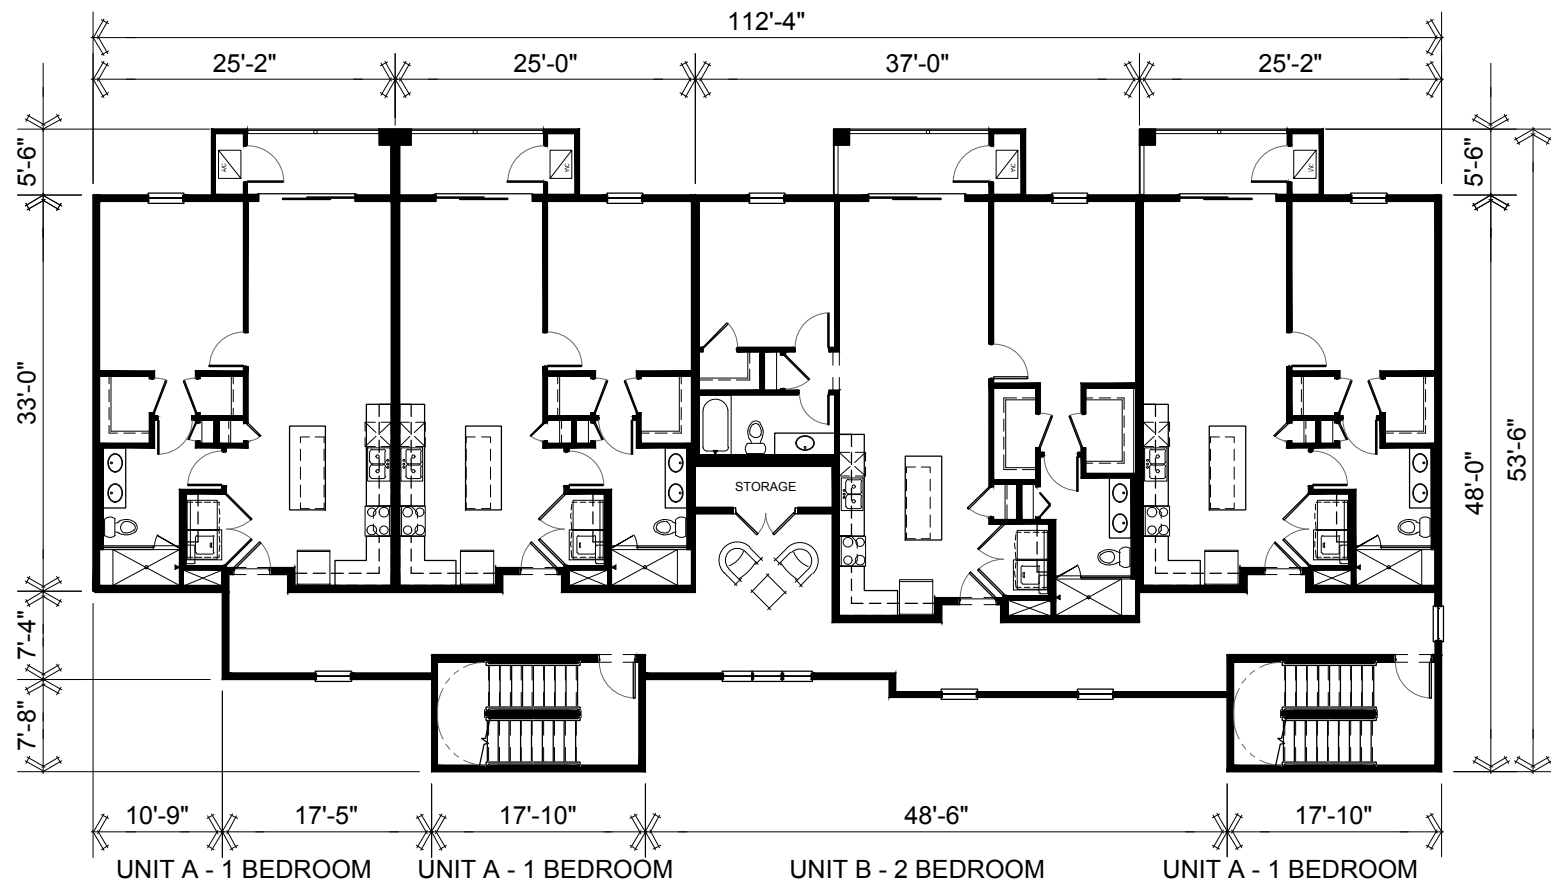 112'-4"
25'-2"
25'-0"
37'-0"
25'-2"
5'-6"
5'-6"
A/C
A/C
A/C
A/C
33'-0"
48'-0"
53'-6"
STORAGE
7'-4"
7'-8"
10'-9"
17'-5"
17'-10"
48'-6"
17'-10"
UNIT A - 1 BEDROOM
UNIT A - 1 BEDROOM
UNIT B - 2 BEDROOM
UNIT A - 1 BEDROOM